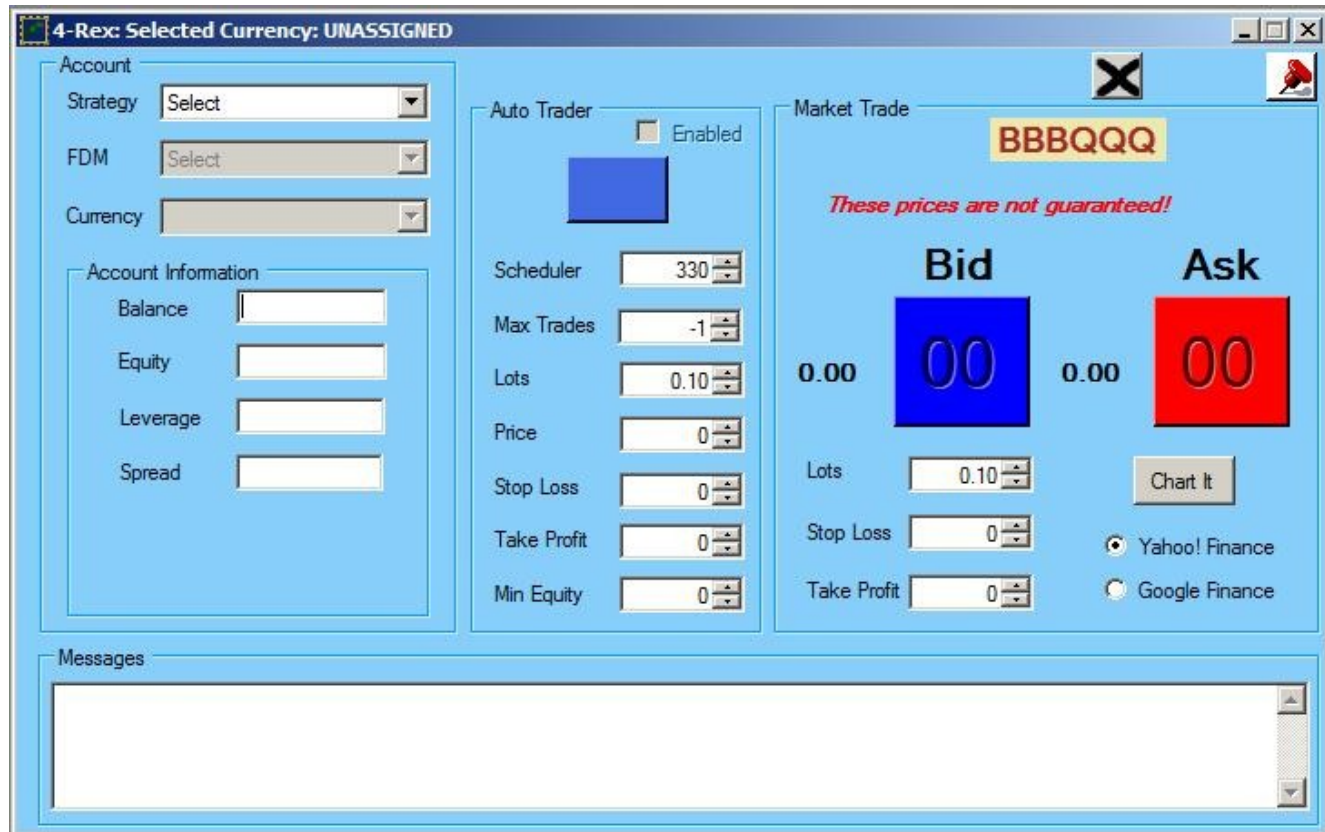 4-Rex: Selected Currency: UNASSIGNED
Account
Strategy Select
FDM Select
Currency
Account Information
Balance
Equity
Leverage
Spread
Auto Trader
Enabled
Scheduler 330
Max Trades -1
Lots 0.10
Price 0
Stop Loss 0
Take Profit 0
Min Equity 0
Market Trade
BBBQQQ
These prices are not guaranteed!
Bid Ask
0.00 00 0.00 00
Lots 0.10
Chart It
Stop Loss 0
Yahoo! Finance
Take Profit 0
Google Finance
Messages